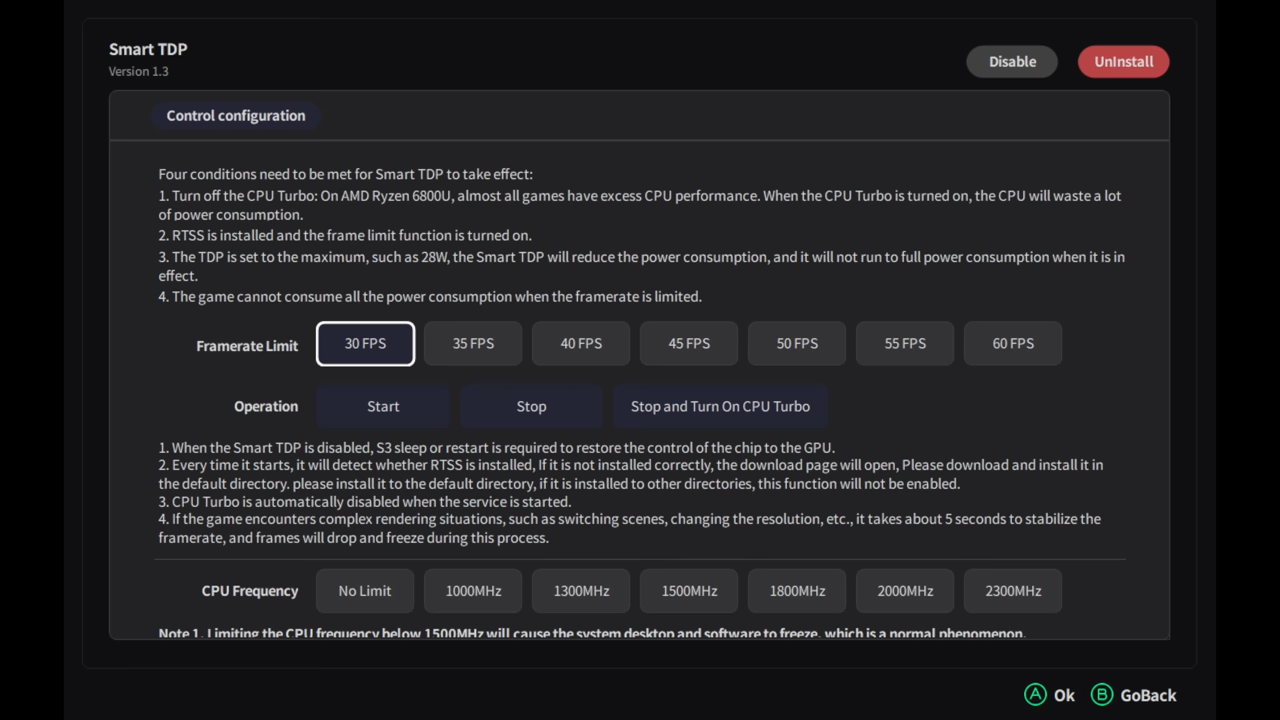 Smart TDP
Version 1.3
Disable
UnInstall
Control configuration
Four conditions need to be met for Smart TDP to take effect:
1. Turn off the CPU Turbo: On AMD Ryzen 6800U, almost all games have excess CPU performance. When the CPU Turbo is turned on, the CPU will waste a lot
of power consumption.
2. RTSS is installed and the frame limit function is turned on.
3. The TDP is set to the maximum, such as 28W, the Smart TDP will reduce the power consumption, and it will not run to full power consumption when it is in
effect.
4. The game cannot consume all the power consumption when the framerate is limited.
Framerate Limit 30 FPS 35 FPS 40 FPS 45 FPS 50 FPS 55 FPS 60 FPS
Operation Start Stop Stop and Turn On CPU Turbo
1. When the Smart TDP is disabled, S3 sleep or restart is required to restore the control of the chip to the GPU.
2. Every time it starts, it will detect whether RTSS is installed, If it is not installed correctly, the download page will open, Please download and install it in
the default directory. please install it to the default directory, if it is installed to other directories, this function will not be enabled.
3. CPU Turbo is automatically disabled when the service is started.
4. If the game encounters complex rendering situations, such as switching scenes, changing the resolution, etc., it takes about 5 seconds to stabilize the
framerate, and frames will drop and freeze during this process.
CPU Frequency No Limit 1000MHz 1300MHz 1500MHz 1800MHz 2000MHz 2300MHz
Note 1. Limiting the CPU frequency below 1500MHz will cause the system desktop and software to freeze, which is a normal phenomenon.
A Ok B GoBack